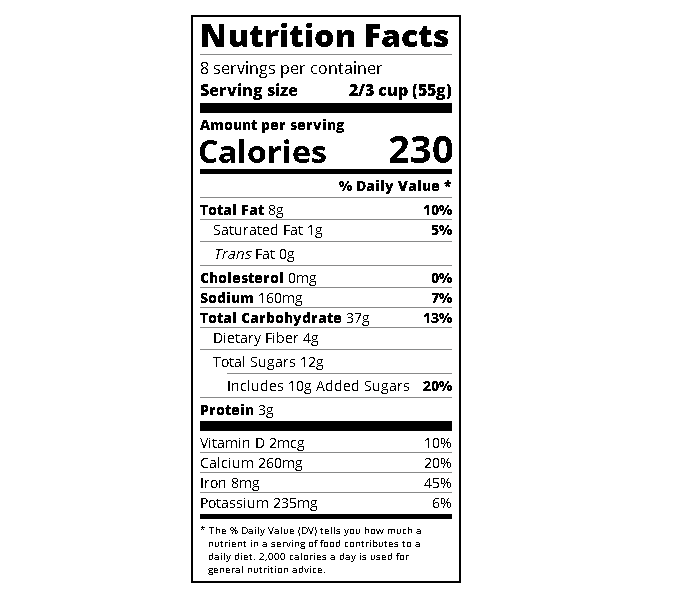 Nutrition Facts
8 servings per container
Serving size 2/3 cup (55g)
Amount per serving
Calories 230
% Daily Value *
Total Fat 8g 10%
Saturated Fat 1g 5%
Trans Fat 0g
Cholesterol 0mg 0%
Sodium 160mg 7%
Total Carbohydrate 37g 13%
Dietary Fiber 4g
Total Sugars 12g
Includes 10g Added Sugars 20%
Protein 3g
Vitamin D 2mcg 10%
Calcium 260mg 20%
Iron 8mg 45%
Potassium 235mg 6%
* The % Daily Value (DV) tells you how much a
nutrient in a serving of food contributes to a
daily diet. 2,000 calories a day is used for
general nutrition advice.